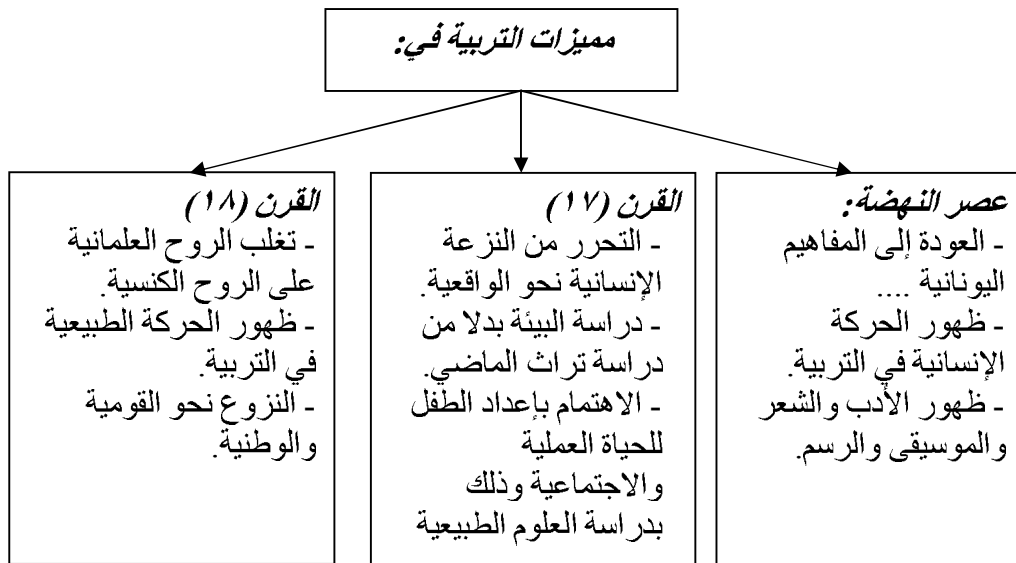 مميزات التربية في:
عصر النهضة:
- العودة إلى المفاهيم
اليونانية ....
- ظهور الحركة
الإنسانية في التربية.
- ظهور الأدب والشعر
والموسيقى والرسم.
القرن (١٧)
- التحرر من النزعة
الإنسانية نحو الواقعية.
- دراسة البيئة بدلا من
دراسة تراث الماضي.
- الاهتمام بإعداد الطفل
للحياة العملية
والاجتماعية وذلك
بدراسة العلوم الطبيعية
القرن (١٨)
- تغلب الروح العلمانية
على الروح الكنسية.
- ظهور الحركة الطبيعية
في التربية.
- النزوع نحو القومية
والوطنية.